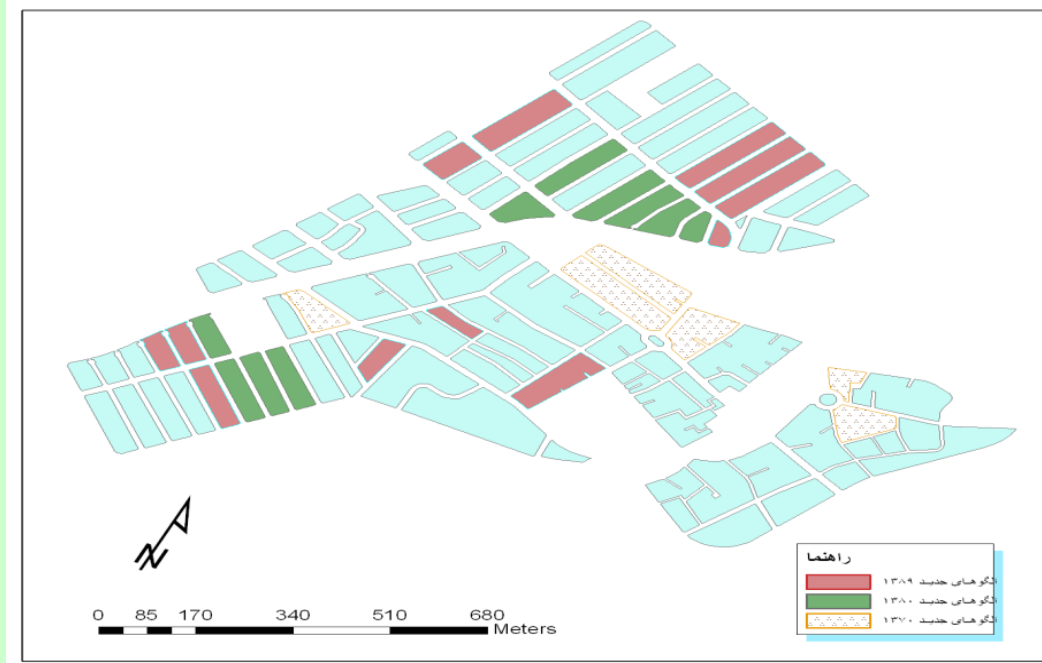 N
0 85 170 340 510 680
Meters
راهنما
الگوهای جدید ۱۳۸۹
الگوهای جدید ۱۳۸۰
الگوهای جدید ۱۳۷۰